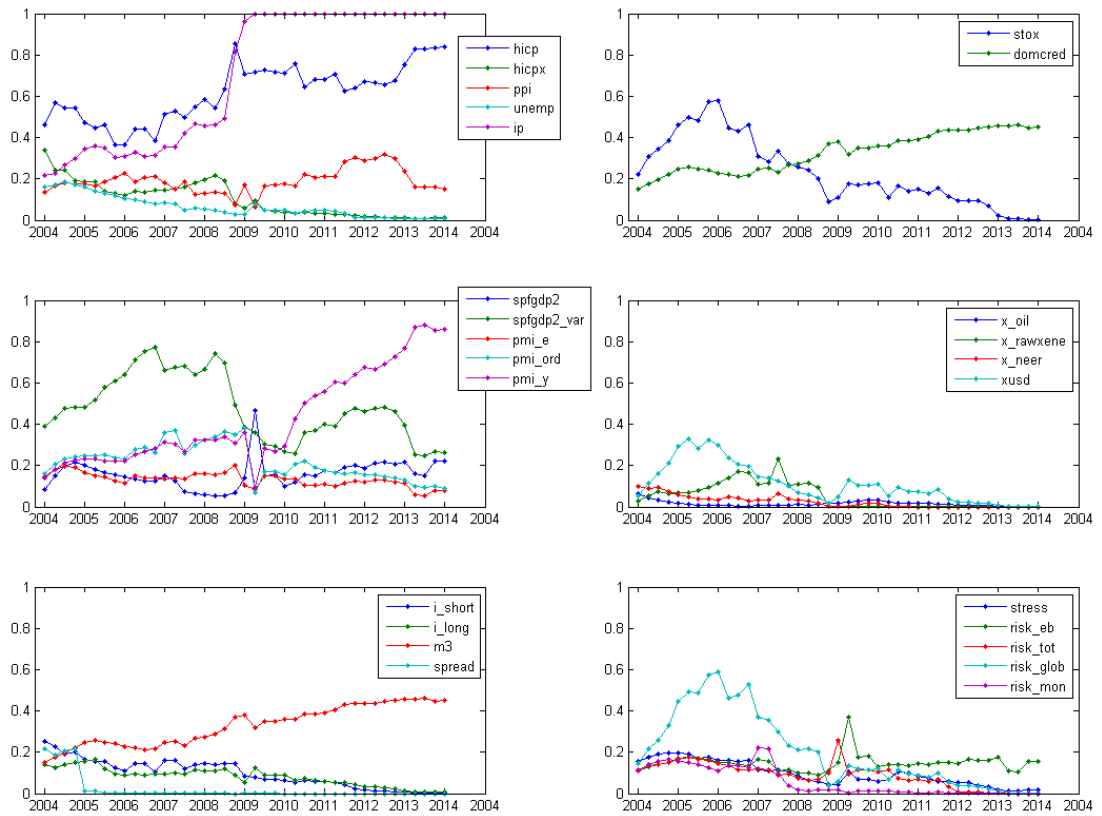 1
0.8
0.6
0.4
0.2
0
2004 2005 2006 2007 2008 2009 2010 2011 2012 2013 2014 2004
hicp
hicpx
ppi
unemp
ip
1
0.8
0.6
0.4
0.2
0
2004 2005 2006 2007 2008 2009 2010 2011 2012 2013 2014 2004
stox
domcred
1
0.8
0.6
0.4
0.2
0
2004 2005 2006 2007 2008 2009 2010 2011 2012 2013 2014 2004
spfgdp2
spfgdp2_var
pmi_e
pmi_ord
pmi_y
1
0.8
0.6
0.4
0.2
0
2004 2005 2006 2007 2008 2009 2010 2011 2012 2013 2014 2004
x_oil
x_rawxene
x_neer
xusd
1
0.8
0.6
0.4
0.2
0
2004 2005 2006 2007 2008 2009 2010 2011 2012 2013 2014 2004
i_short
i_long
m3
spread
1
0.8
0.6
0.4
0.2
0
2004 2005 2006 2007 2008 2009 2010 2011 2012 2013 2014 2004
stress
risk_eb
risk_tot
risk_glob
risk_mon